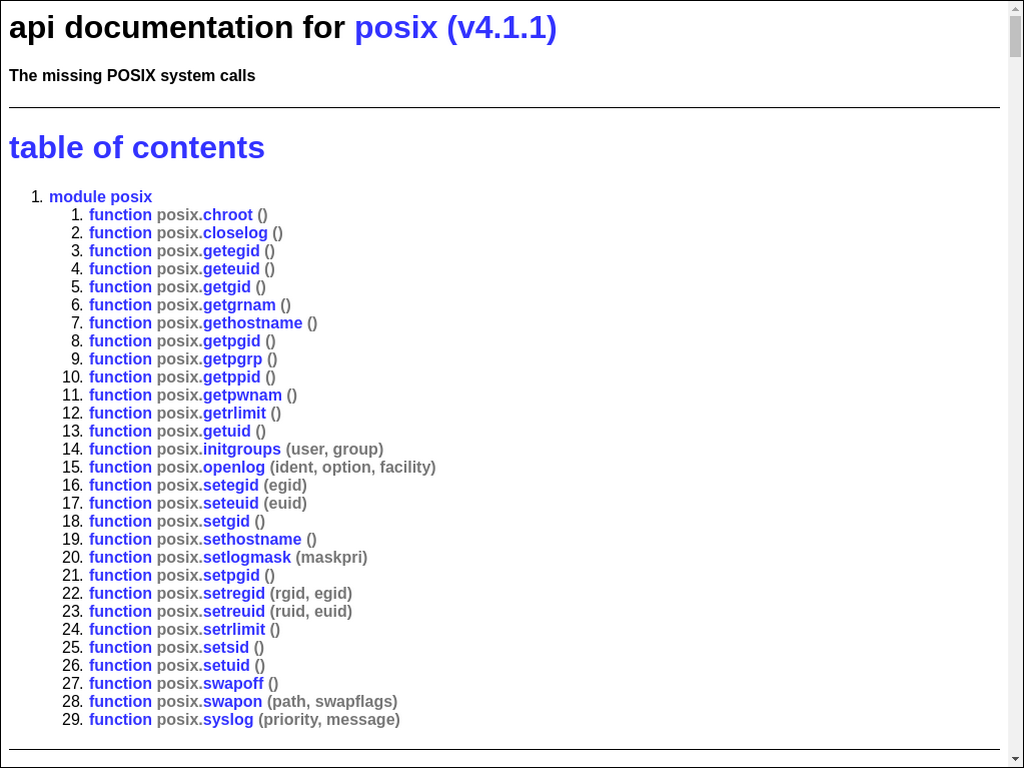 api documentation for posix (v4.1.1)
The missing POSIX system calls
table of contents
1. module posix
1. function posix.chroot ()
2. function posix.closelog ()
3. function posix.getegid ()
4. function posix.geteuid ()
5. function posix.getgid ()
6. function posix.getgrnam ()
7. function posix.gethostname ()
8. function posix.getpgid ()
9. function posix.getpgrp ()
10. function posix.getppid ()
11. function posix.getpwnam ()
12. function posix.getrlimit ()
13. function posix.getuid ()
14. function posix.initgroups (user, group)
15. function posix.openlog (ident, option, facility)
16. function posix.setegid (egid)
17. function posix.seteuid (euid)
18. function posix.setgid ()
19. function posix.sethostname ()
20. function posix.setlogmask (maskpri)
21. function posix.setpgid ()
22. function posix.setregid (rgid, egid)
23. function posix.setreuid (ruid, euid)
24. function posix.setrlimit ()
25. function posix.setsid ()
26. function posix.setuid ()
27. function posix.swapoff ()
28. function posix.swapon (path, swapflags)
29. function posix.syslog (priority, message)